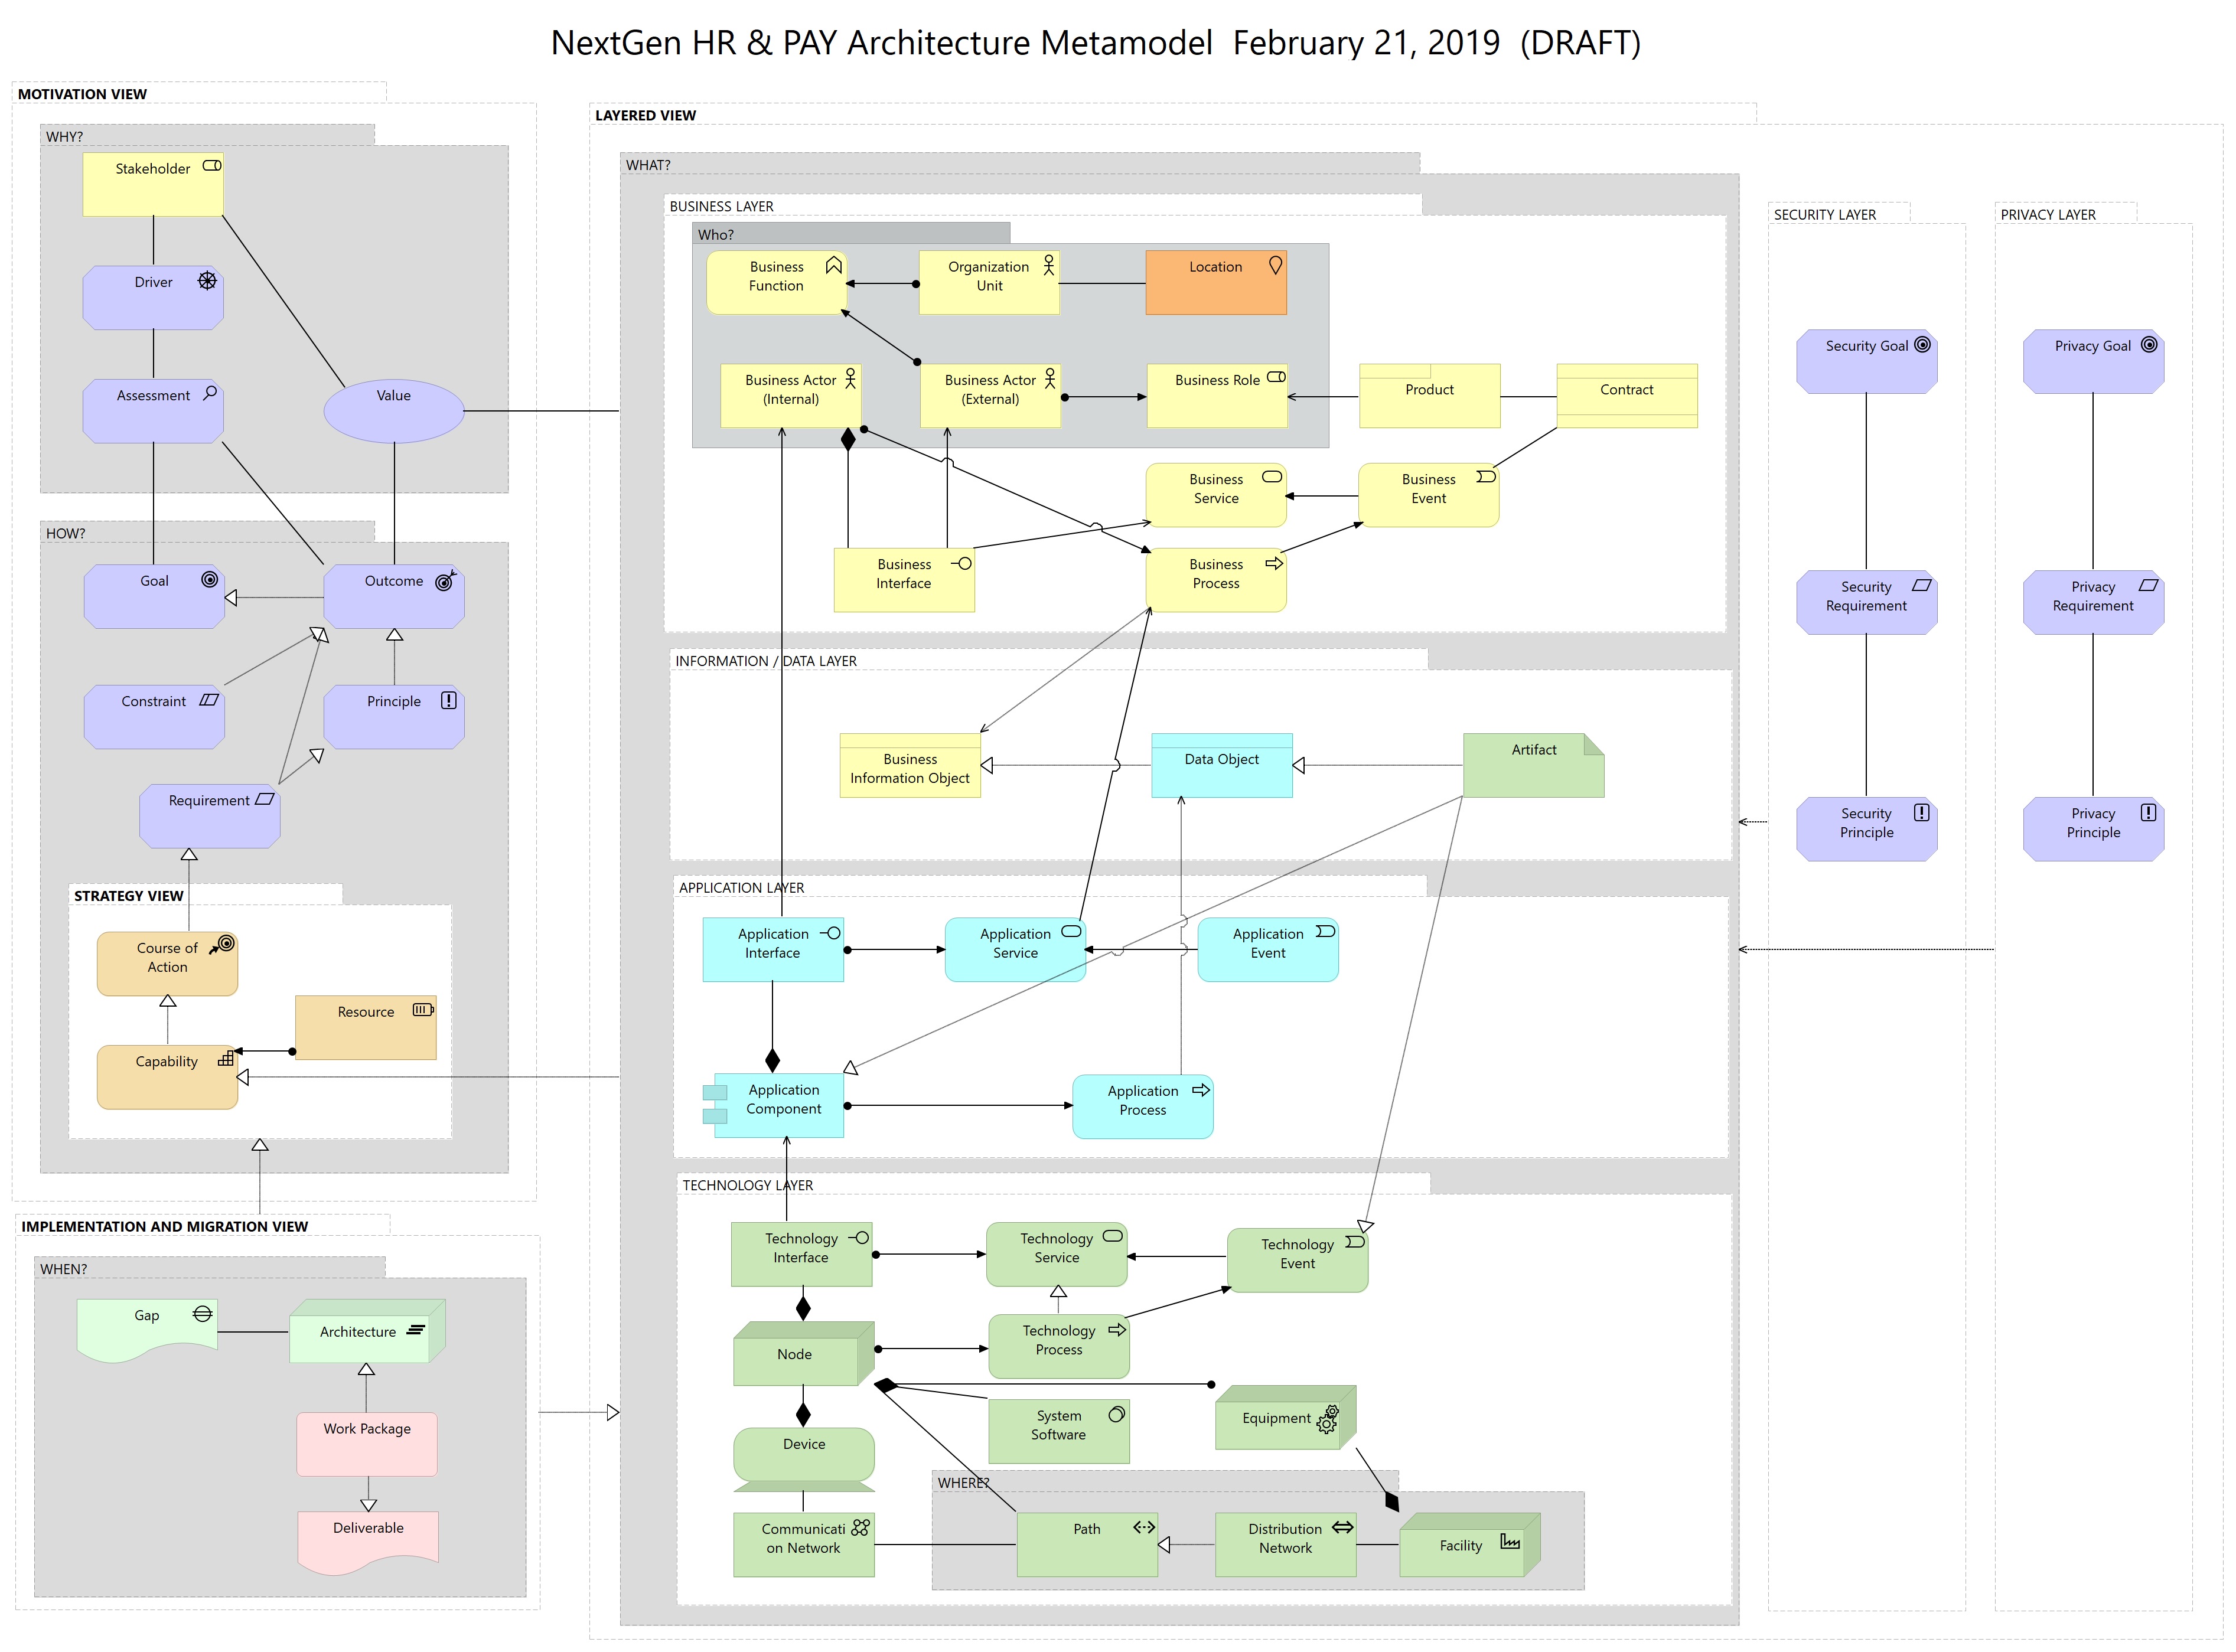 NextGen HR & PAY Architecture Metamodel  February 21, 2019  (DRAFT)
MOTIVATION VIEW
WHY?
Stakeholder
Driver
Assessment
Value
HOW?
Goal
Outcome
Constraint
Principle
Requirement
STRATEGY VIEW
Course of
Action
Resource
Capability
IMPLEMENTATION AND MIGRATION VIEW
WHEN?
Gap
Architecture
Work Package
Deliverable
LAYERED VIEW
WHAT?
BUSINESS LAYER
Who?
Business
Function
Organization
Unit
Location
Business Actor
(Internal)
Business Actor
(External)
Business Role
Product
Contract
Business
Service
Business
Event
Business
Interface
Business
Process
INFORMATION / DATA LAYER
Business
Information Object
Data Object
Artifact
APPLICATION LAYER
Application
Interface
Application
Service
Application
Event
Application
Component
Application
Process
TECHNOLOGY LAYER
Technology
Interface
Technology
Service
Technology
Event
Node
Technology
Process
Device
System
Software
Equipment
WHERE?
Communicati
on Network
Path
Distribution
Network
Facility
SECURITY LAYER
Security Goal
Security
Requirement
Security
Principle
PRIVACY LAYER
Privacy Goal
Privacy
Requirement
Privacy
Principle